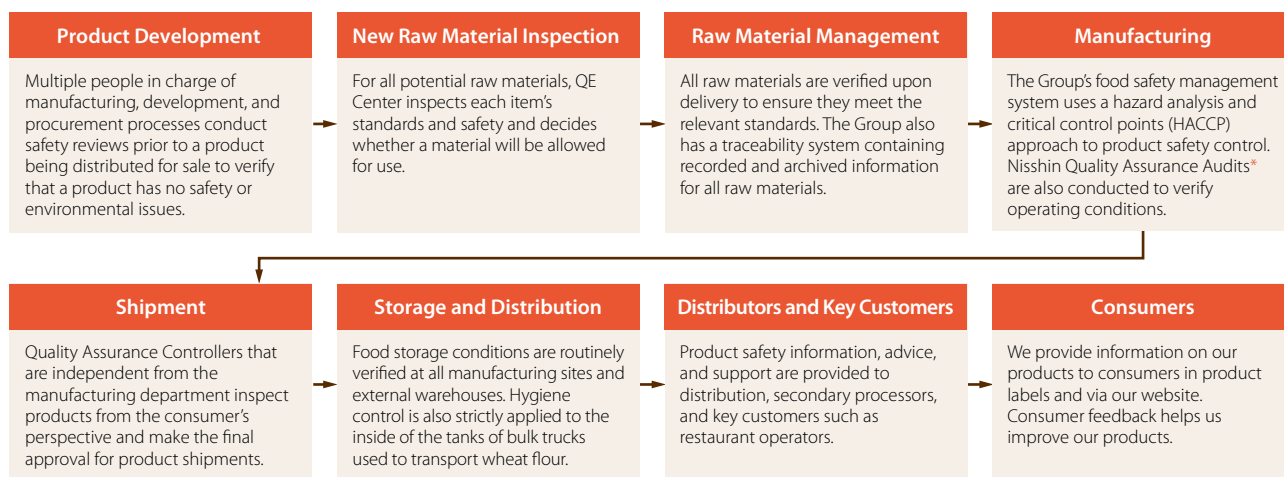 Product Development
Multiple people in charge of
manufacturing, development, and
procurement processes conduct
safety reviews prior to a product
being distributed for sale to verify
that a product has no safety or
environmental issues.
New Raw Material Inspection
For all potential raw materials, QE
Center inspects each item's
standards and safety and decides
whether a material will be allowed
for use.
Raw Material Management
All raw materials are verified upon
delivery to ensure they meet the
relevant standards. The Group also
has a traceability system containing
recorded and archived information
for all raw materials.
Manufacturing
The Group's food safety management
system uses a hazard analysis and
critical control points (HACCP)
approach to product safety control.
Nisshin Quality Assurance Audits*
are also conducted to verify
operating conditions.
Shipment
Quality Assurance Controllers that
are independent from the
manufacturing department inspect
products from the consumer's
perspective and make the final
approval for product shipments.
Storage and Distribution
Food storage conditions are routinely
verified at all manufacturing sites and
external warehouses. Hygiene
control is also strictly applied to the
inside of the tanks of bulk trucks
used to transport wheat flour.
Distributors and Key Customers
Product safety information, advice,
and support are provided to
distribution, secondary processors,
and key customers such as
restaurant operators.
Consumers
We provide information on our
products to consumers in product
labels and via our website.
Consumer feedback helps us
improve our products.